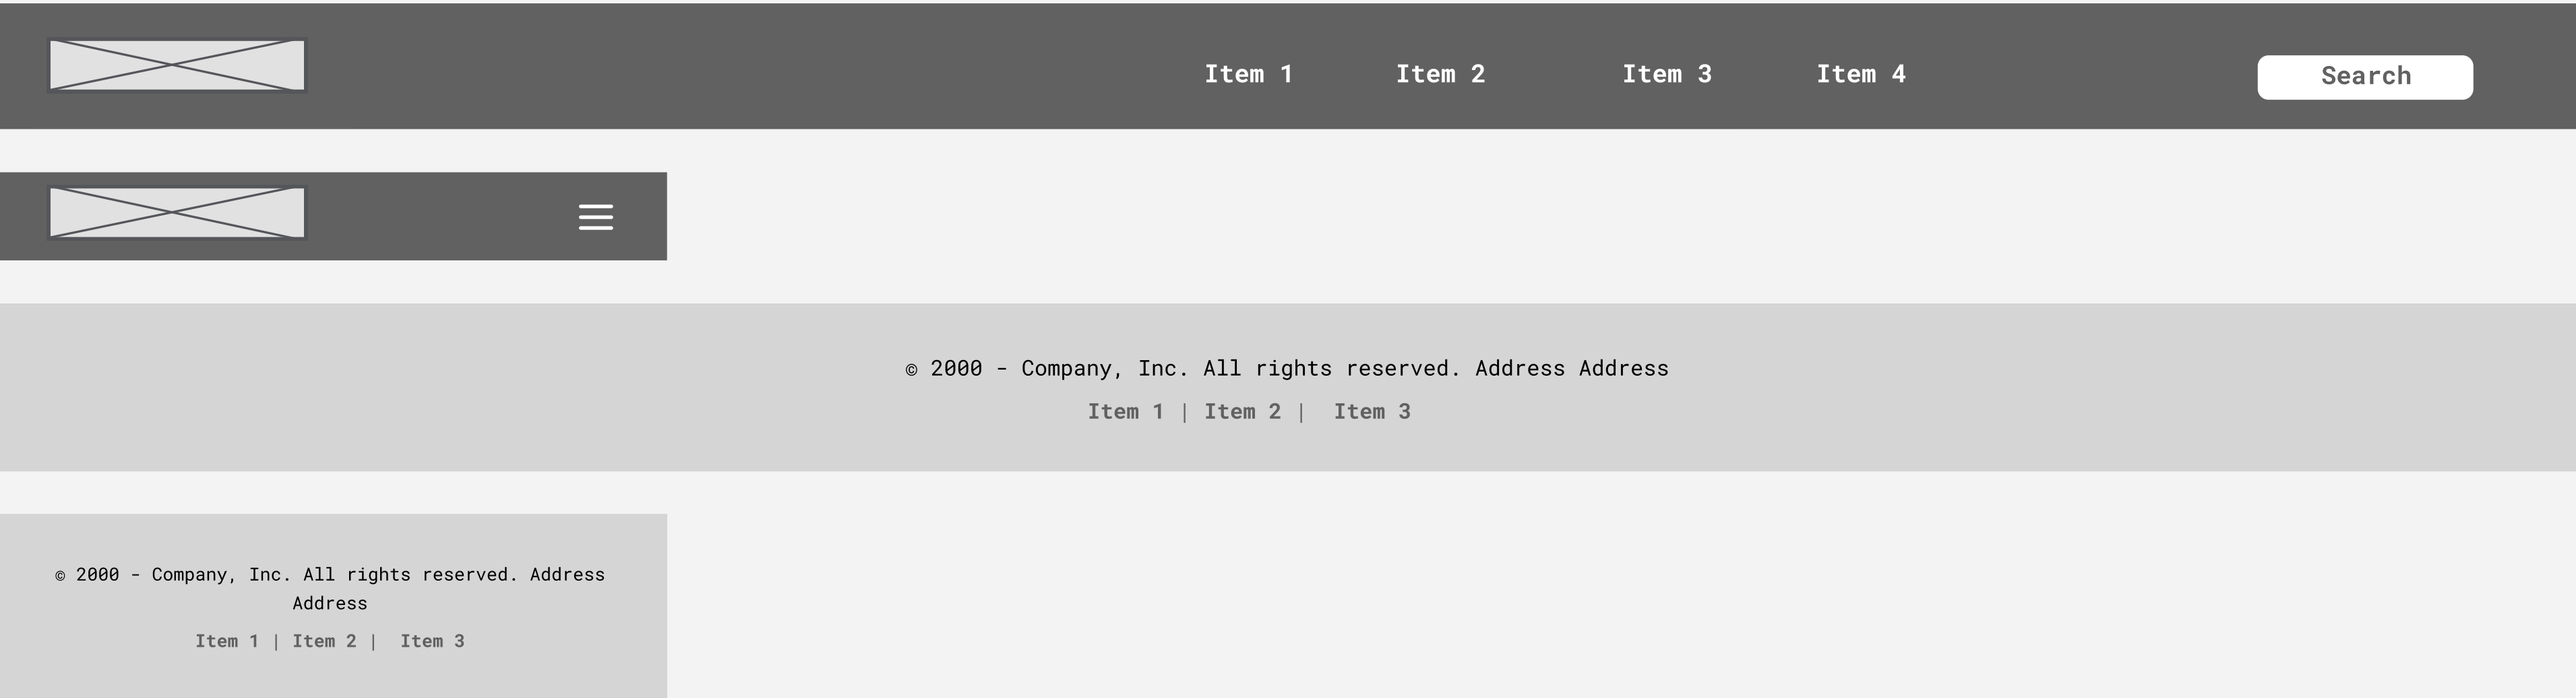 Item 1 Item 2 Item 3 Item 4 Search
© 2000 - Company, Inc. All rights reserved. Address Address
Item 1 | Item 2 | Item 3
© 2000 - Company, Inc. All rights reserved. Address
Address
Item 1 | Item 2 | Item 3